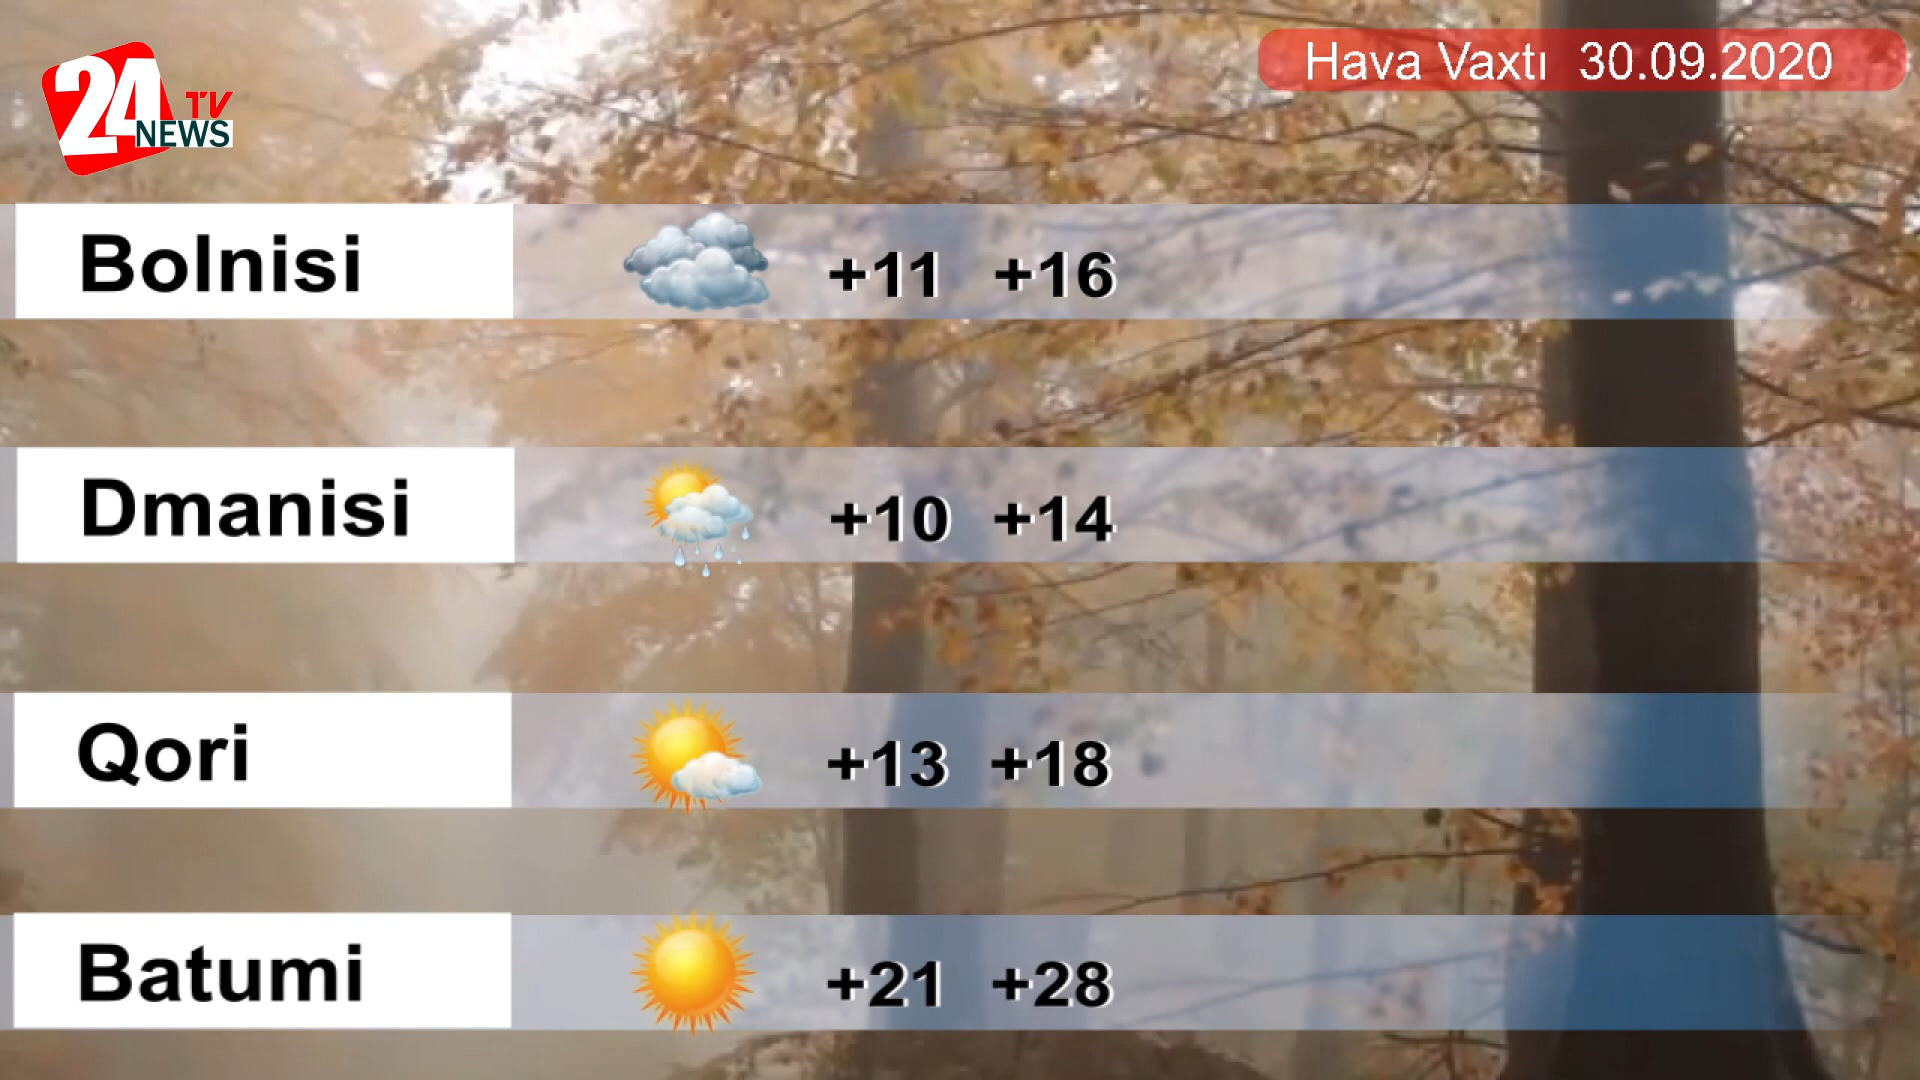 24 TV
NEWS
Hava Vaxtı 30.09.2020
Bolnisi +11 +16
Dmanisi +10 +14
Qori +13 +18
Batumi +21 +28